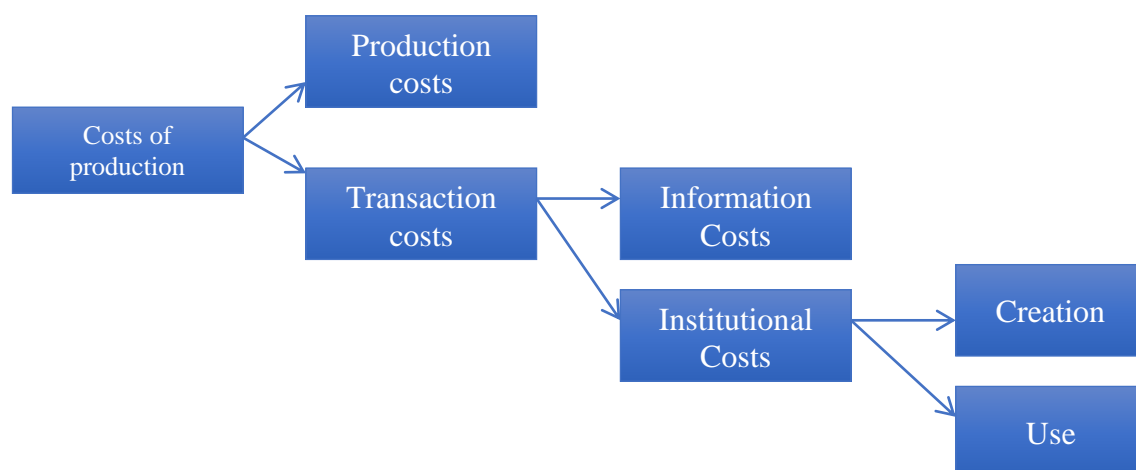 Production
costs
Costs of
production
Transaction
costs
Information
Costs
Institutional
Costs
Creation
Use